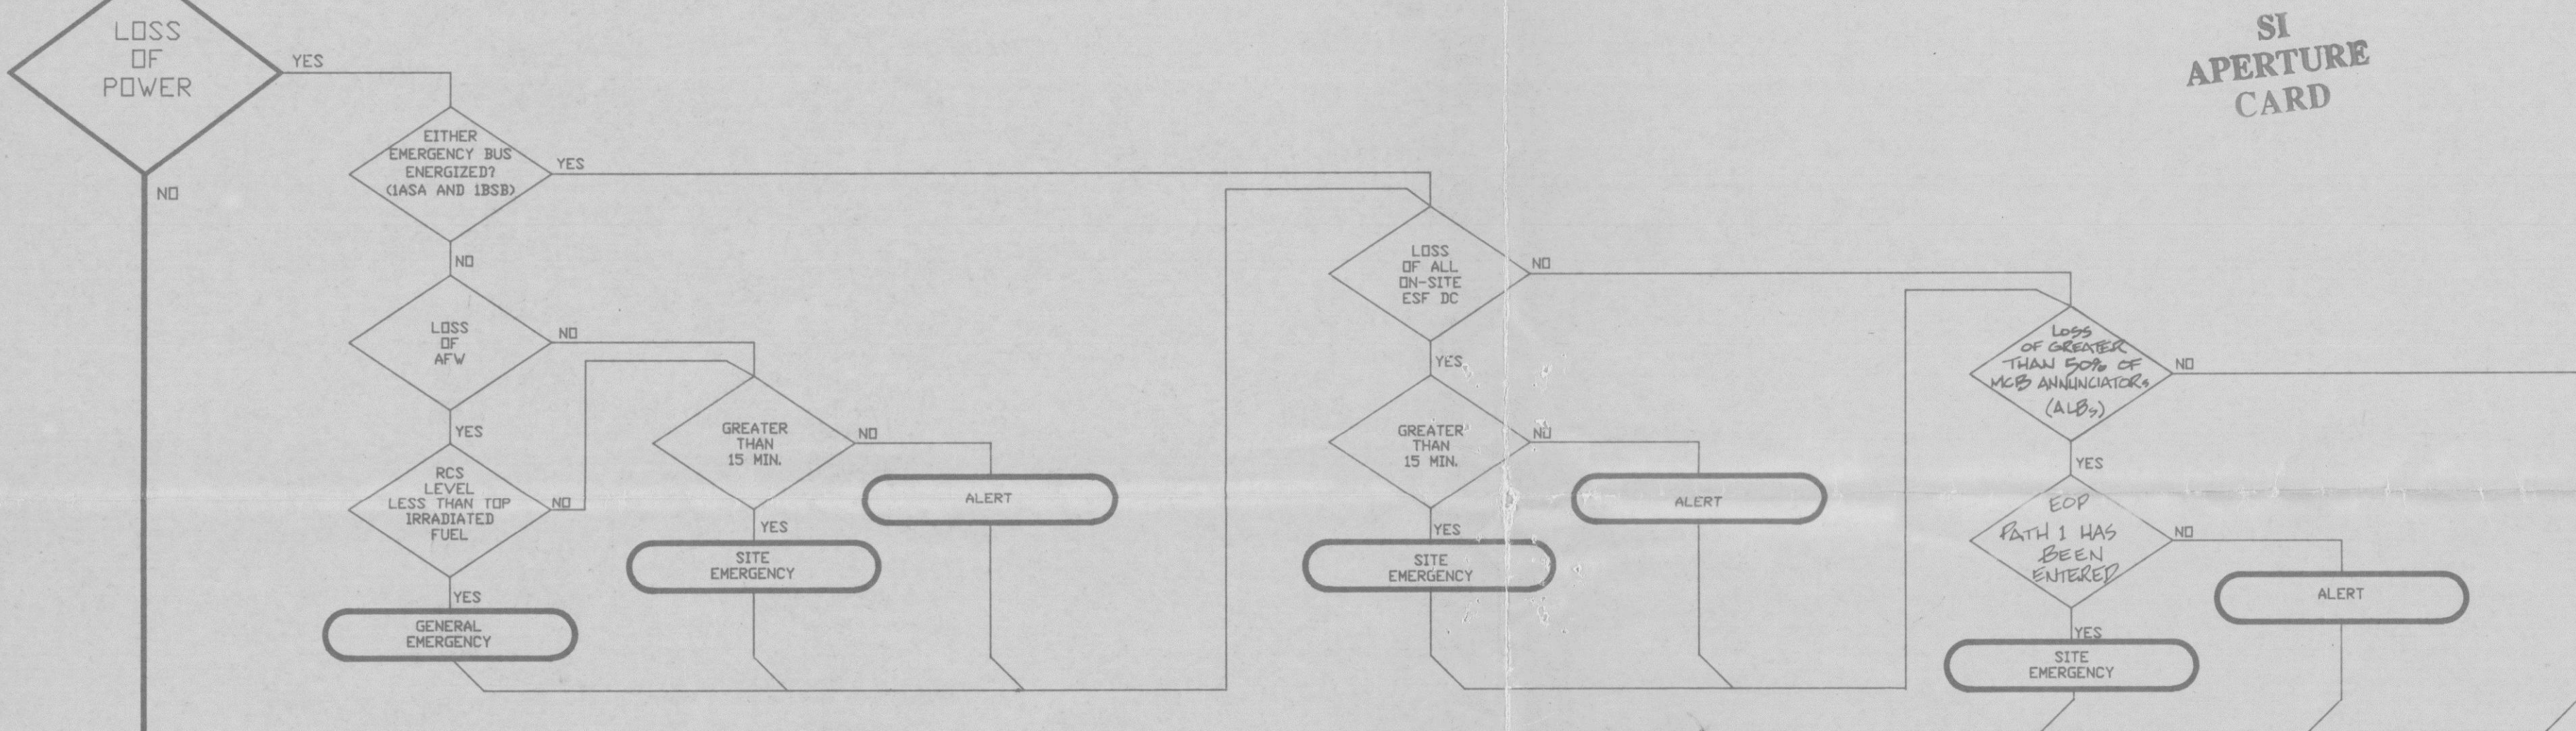 LOSS
OF
POWER
YES
NO
EITHER
EMERGENCY BUS
ENERGIZED?
(1ASA AND 1BSB)
YES
NO
LOSS
OF
AFW
NO
YES
RCS
LEVEL
LESS THAN TOP
IRRADIATED
FUEL
NO
YES
GENERAL
EMERGENCY
GREATER
THAN
15 MIN.
NO
YES
SITE
EMERGENCY
ALERT
LOSS
OF ALL
ON-SITE
ESF DC
NO
YES
GREATER
THAN
15 MIN.
NO
YES
SITE
EMERGENCY
ALERT
LOSS
OF GREATER
THAN 50% OF
MCB ANNUNCIATORs
(ALBs)
NO
YES
EOP
PATH 1 HAS
BEEN
ENTERED
NO
YES
SITE
EMERGENCY
ALERT
SI
APERTURE
CARD